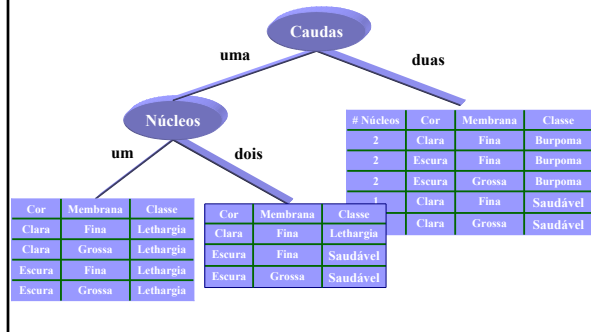 Caudas
uma
duas
Núcleos
um
dois
# Núcleos Cor Membrana Classe
2 Clara Fina Burpoma
2 Escura Fina Burpoma
2 Escura Grossa Burpoma
1 Clara Fina Saudável
Clara Grossa Saudável
Cor Membrana Classe
Clara Fina Lethargia
Clara Grossa Lethargia
Escura Fina Lethargia
Escura Grossa Lethargia
Cor Membrana Classe
Clara Fina Lethargia
Escura Fina Saudável
Escura Grossa Saudável